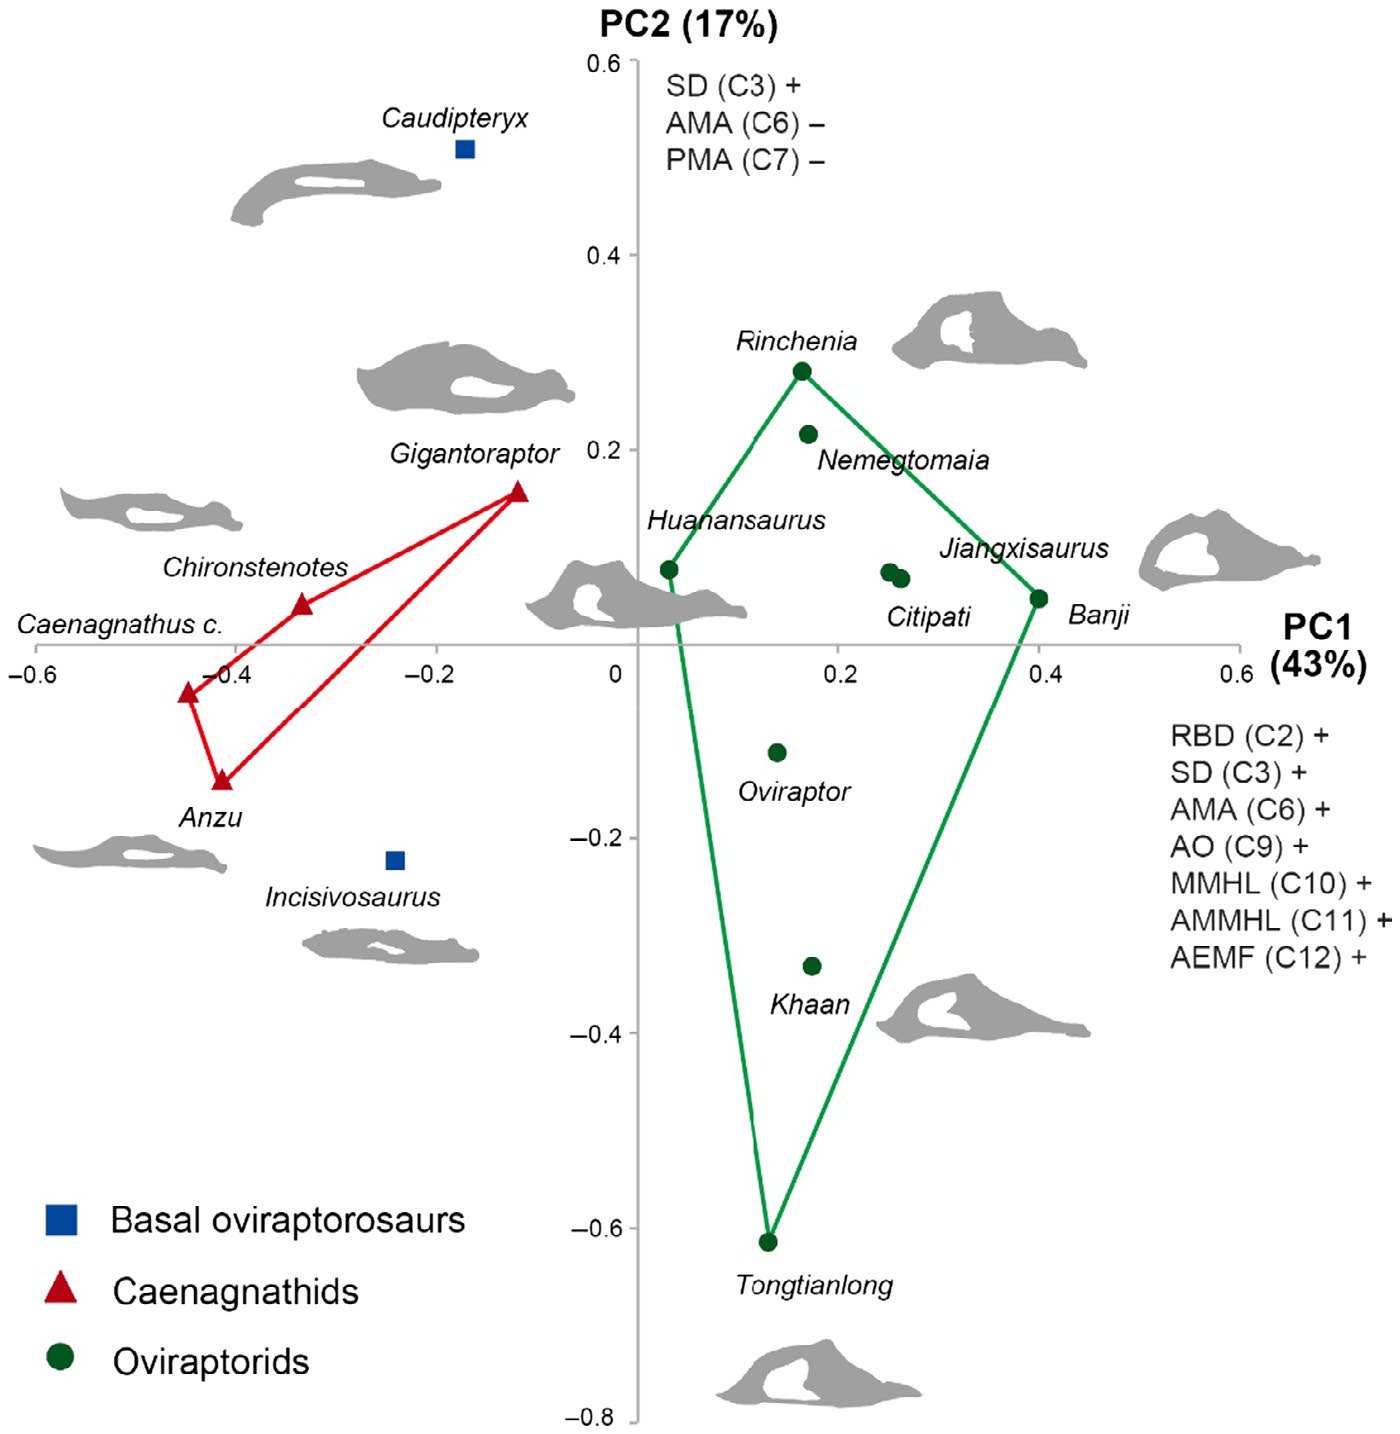 PC2 (17%)
0.6
SD (C3) +
AMA (C6) –
PMA (C7) –
Caudipteryx
0.4
Rinchenia
Gigantoraptor
0.2
Nemegtomaia
Huanansaurus
Jiangxisaurus
Chironstenotes
Citipati
Banji
Caenagnathus c.
PC1
(43%)
–0.6
–0.4
–0.2
0
0.2
0.4
0.6
RBD (C2) +
SD (C3) +
AMA (C6) +
AO (C9) +
MMHL (C10) +
AMMHL (C11) +
AEMF (C12) +
Oviraptor
Anzu
–0.2
Incisivosaurus
Khaan
–0.4
–0.6
Basal oviraptorosaurs
Caenagnathids
Oviraptorids
Tongtianlong
–0.8